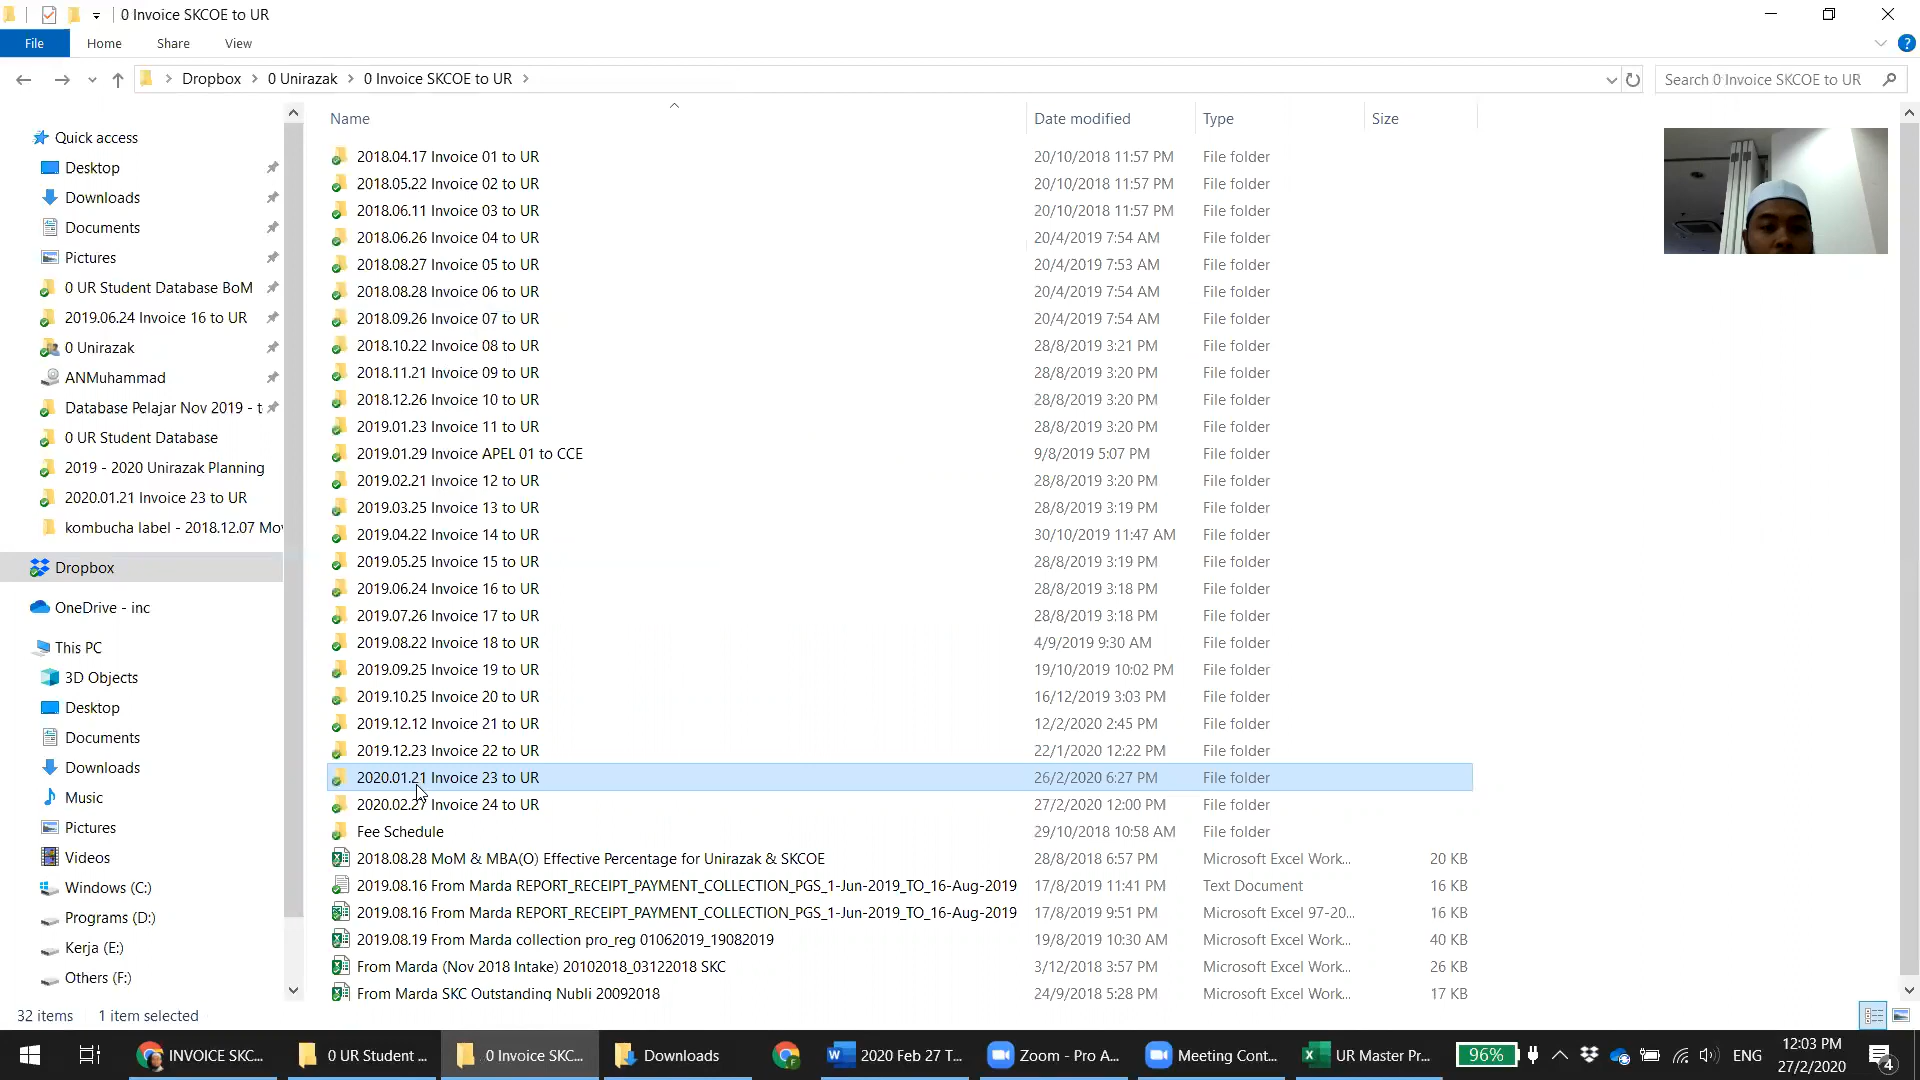 0 Invoice SKCOE to UR
File Home Share View
Dropbox 0 Unirazak 0 Invoice SKCOE to UR
Search 0 Invoice SKCOE to UR
Quick access
Desktop
Downloads
Documents
Pictures
0 UR Student Database BoM
2019.06.24 Invoice 16 to UR
0 Unirazak
ANMuhammad
Database Pelajar Nov 2019 - t
0 UR Student Database
2019 - 2020 Unirazak Planning
2020.01.21 Invoice 23 to UR
kombucha label - 2018.12.07 Mo
Dropbox
OneDrive - inc
This PC
3D Objects
Desktop
Documents
Downloads
Music
Pictures
Videos
Windows (C:)
Programs (D:)
Kerja (E:)
Others (F:)
Name Date modified Type Size
2018.04.17 Invoice 01 to UR 20/10/2018 11:57 PM File folder
2018.05.22 Invoice 02 to UR 20/10/2018 11:57 PM File folder
2018.06.11 Invoice 03 to UR 20/10/2018 11:57 PM File folder
2018.06.26 Invoice 04 to UR 20/4/2019 7:54 AM File folder
2018.08.27 Invoice 05 to UR 20/4/2019 7:53 AM File folder
2018.08.28 Invoice 06 to UR 20/4/2019 7:54 AM File folder
2018.09.26 Invoice 07 to UR 20/4/2019 7:54 AM File folder
2018.10.22 Invoice 08 to UR 28/8/2019 3:21 PM File folder
2018.11.21 Invoice 09 to UR 28/8/2019 3:20 PM File folder
2018.12.26 Invoice 10 to UR 28/8/2019 3:20 PM File folder
2019.01.23 Invoice 11 to UR 28/8/2019 3:20 PM File folder
2019.01.29 Invoice APEL 01 to CCE 9/8/2019 5:07 PM File folder
2019.02.21 Invoice 12 to UR 28/8/2019 3:20 PM File folder
2019.03.25 Invoice 13 to UR 28/8/2019 3:19 PM File folder
2019.04.22 Invoice 14 to UR 30/10/2019 11:47 AM File folder
2019.05.25 Invoice 15 to UR 28/8/2019 3:19 PM File folder
2019.06.24 Invoice 16 to UR 28/8/2019 3:18 PM File folder
2019.07.26 Invoice 17 to UR 28/8/2019 3:18 PM File folder
2019.08.22 Invoice 18 to UR 4/9/2019 9:30 AM File folder
2019.09.25 Invoice 19 to UR 19/10/2019 10:02 PM File folder
2019.10.25 Invoice 20 to UR 16/12/2019 3:03 PM File folder
2019.12.12 Invoice 21 to UR 12/2/2020 2:45 PM File folder
2019.12.23 Invoice 22 to UR 22/1/2020 12:22 PM File folder
2020.01.21 Invoice 23 to UR 26/2/2020 6:27 PM File folder
2020.02.27 Invoice 24 to UR 27/2/2020 12:00 PM File folder
Fee Schedule 29/10/2018 10:58 AM File folder
2018.08.28 MoM & MBA(O) Effective Percentage for Unirazak & SKCOE 28/8/2018 6:57 PM Microsoft Excel Work... 20 KB
2019.08.16 From Marda REPORT_RECEIPT_PAYMENT_COLLECTION_PGS_1-Jun-2019_TO_16-Aug-2019 17/8/2019 11:41 PM Text Document 16 KB
2019.08.16 From Marda REPORT_RECEIPT_PAYMENT_COLLECTION_PGS_1-Jun-2019_TO_16-Aug-2019 17/8/2019 9:51 PM Microsoft Excel 97-20... 16 KB
2019.08.19 From Marda collection pro_reg 01062019_19082019 19/8/2019 10:30 AM Microsoft Excel Work... 40 KB
From Marda (Nov 2018 Intake) 20102018_03122018 SKC 3/12/2018 3:57 PM Microsoft Excel Work... 26 KB
From Marda SKC Outstanding Nubli 20092018 24/9/2018 5:28 PM Microsoft Excel Work... 17 KB
32 items 1 item selected
INVOICE SKC... 0 UR Student ... 0 Invoice SKC... Downloads 2020 Feb 27 T... Zoom - Pro A... Meeting Cont... UR Master Pr... 96% ENG 12:03 PM
27/2/2020 4